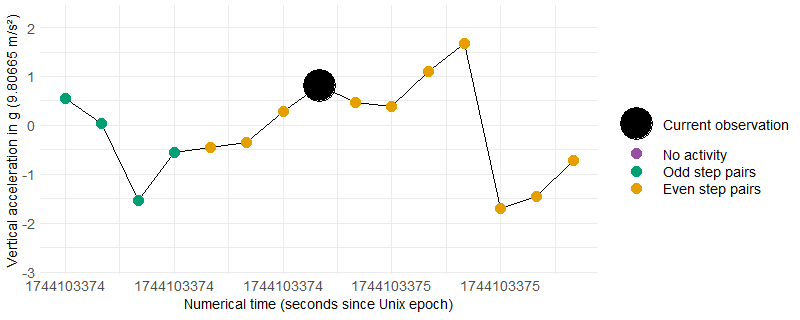 Vertical acceleration in g (9.80665 m/s²)
2
1
0
-1
-2
-3
1744103374 1744103374 1744103374 1744103375 1744103375
Numerical time (seconds since Unix epoch)
Current observation
No activity
Odd step pairs
Even step pairs